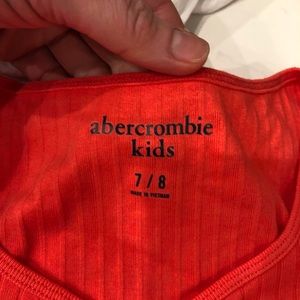 abercrombie
kids
7 / 8
MADE IN VIETNAM